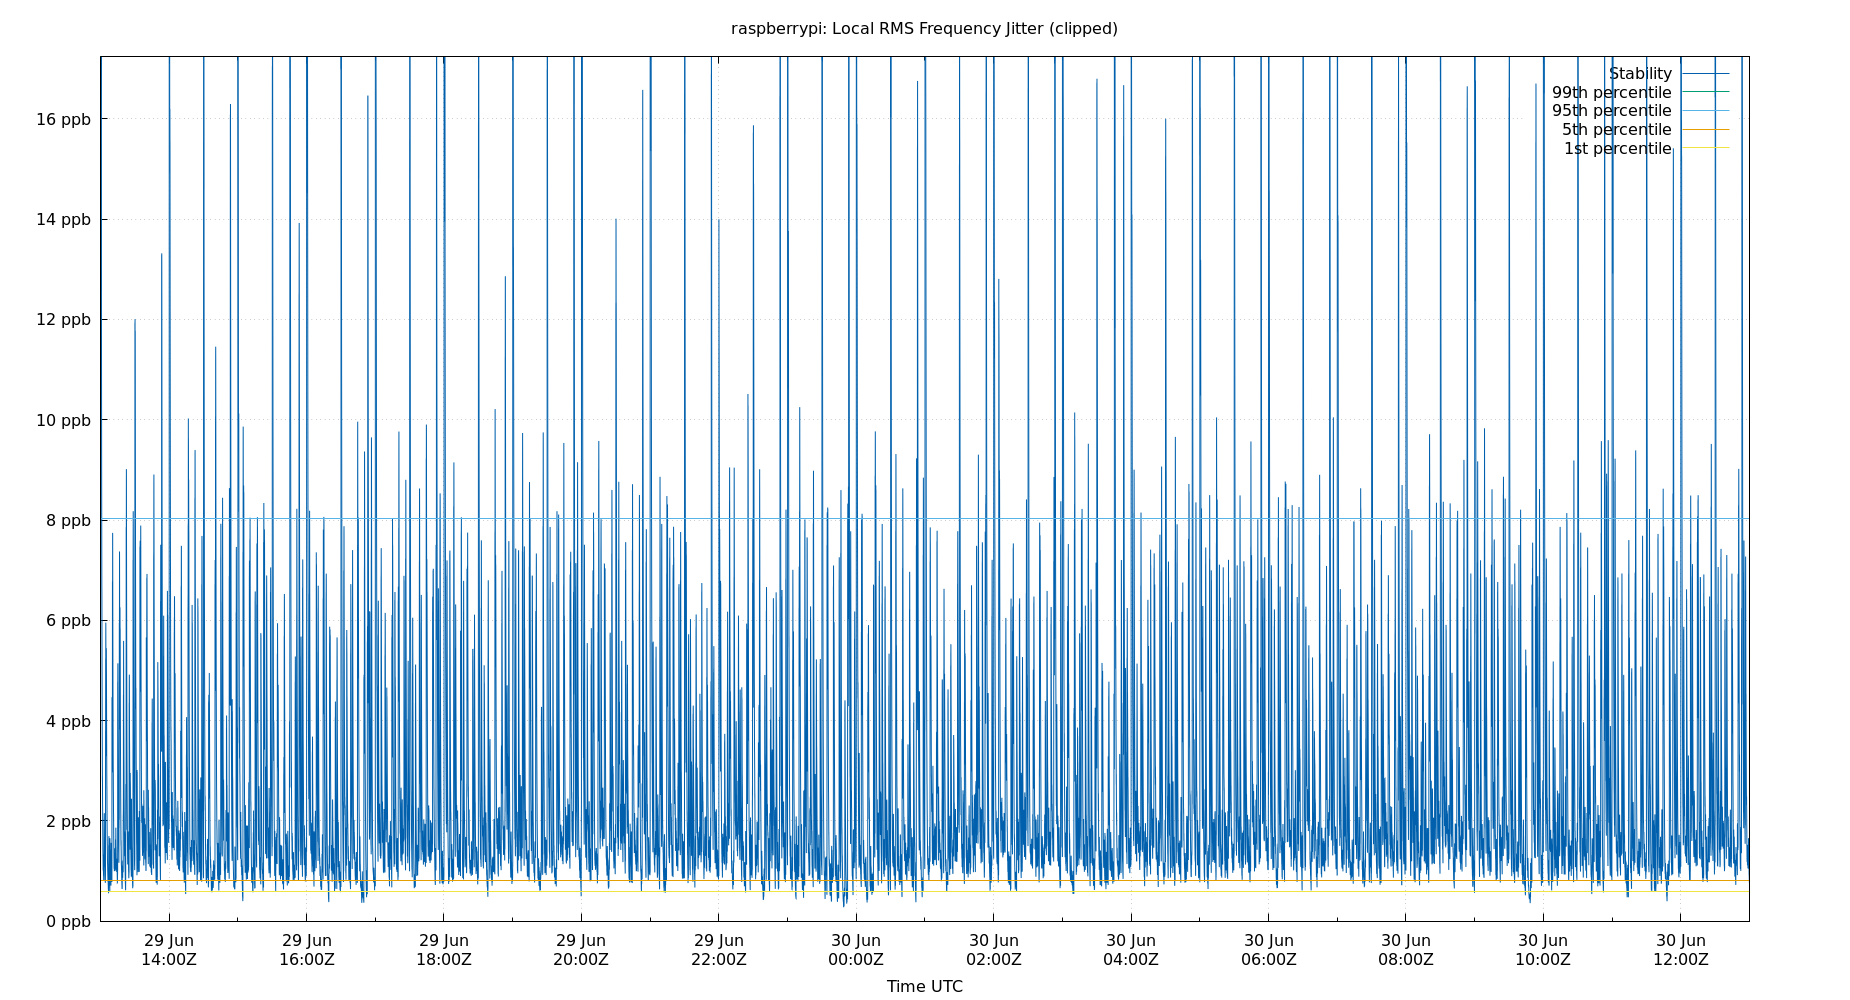 raspberrypi: Local RMS Frequency Jitter (clipped)
Stability
99th percentile
95th percentile
5th percentile
1st percentile
16 ppb
14 ppb
12 ppb
10 ppb
8 ppb
6 ppb
4 ppb
2 ppb
0 ppb
29 Jun 29 Jun 29 Jun 29 Jun 29 Jun 30 Jun 30 Jun 30 Jun 30 Jun 30 Jun 30 Jun 30 Jun
14:00Z 16:00Z 18:00Z 20:00Z 22:00Z 00:00Z 02:00Z 04:00Z 06:00Z 08:00Z 10:00Z 12:00Z
Time UTC